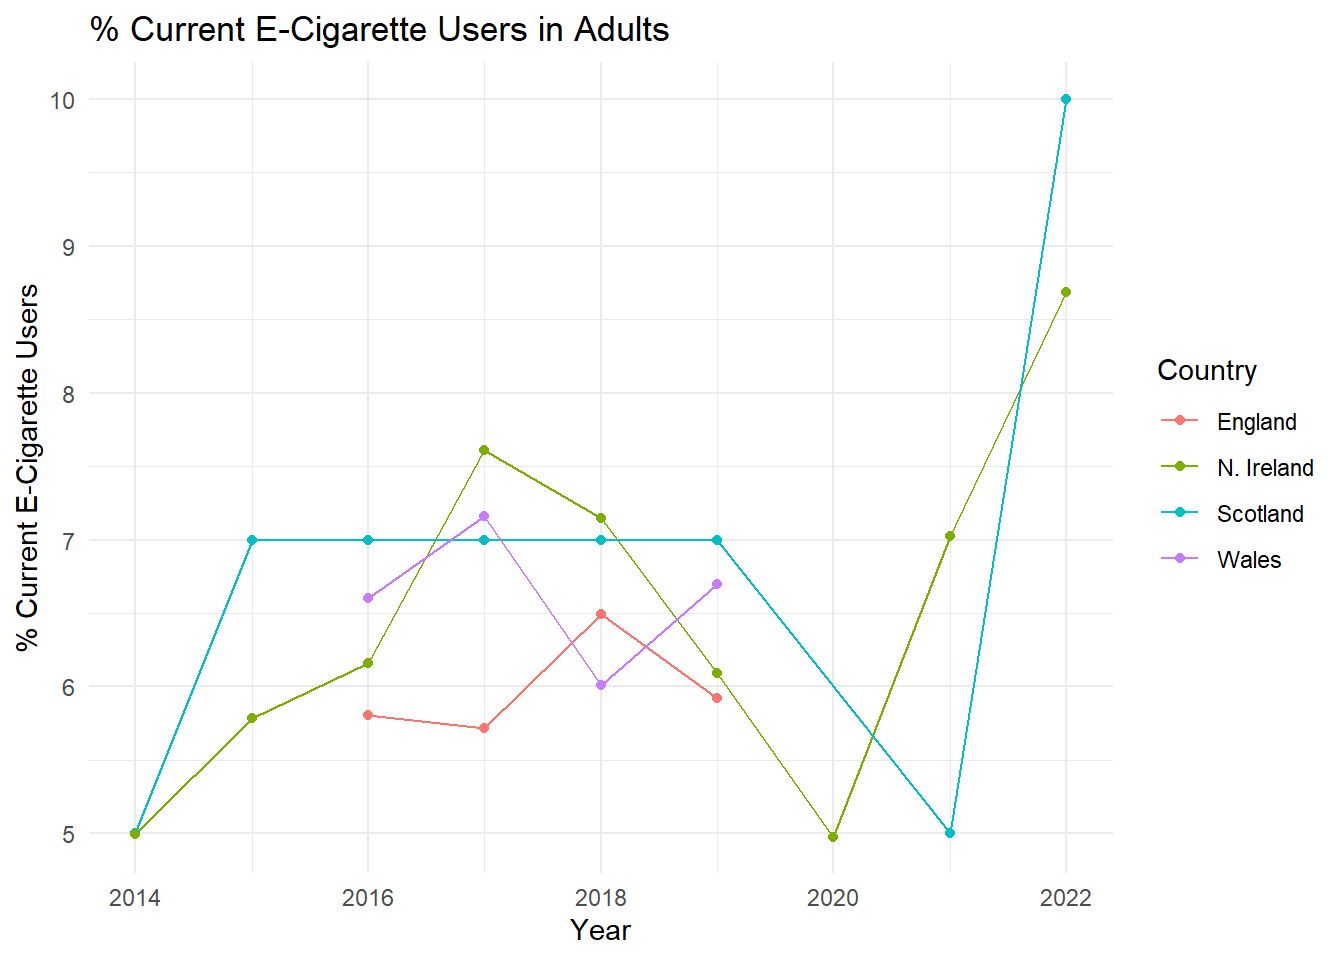 % Current E-Cigarette Users in Adults
% Current E-Cigarette Users
10
9
8
7
6
5
2014
2016
2018
2020
2022
Year
Country
England
N. Ireland
Scotland
Wales